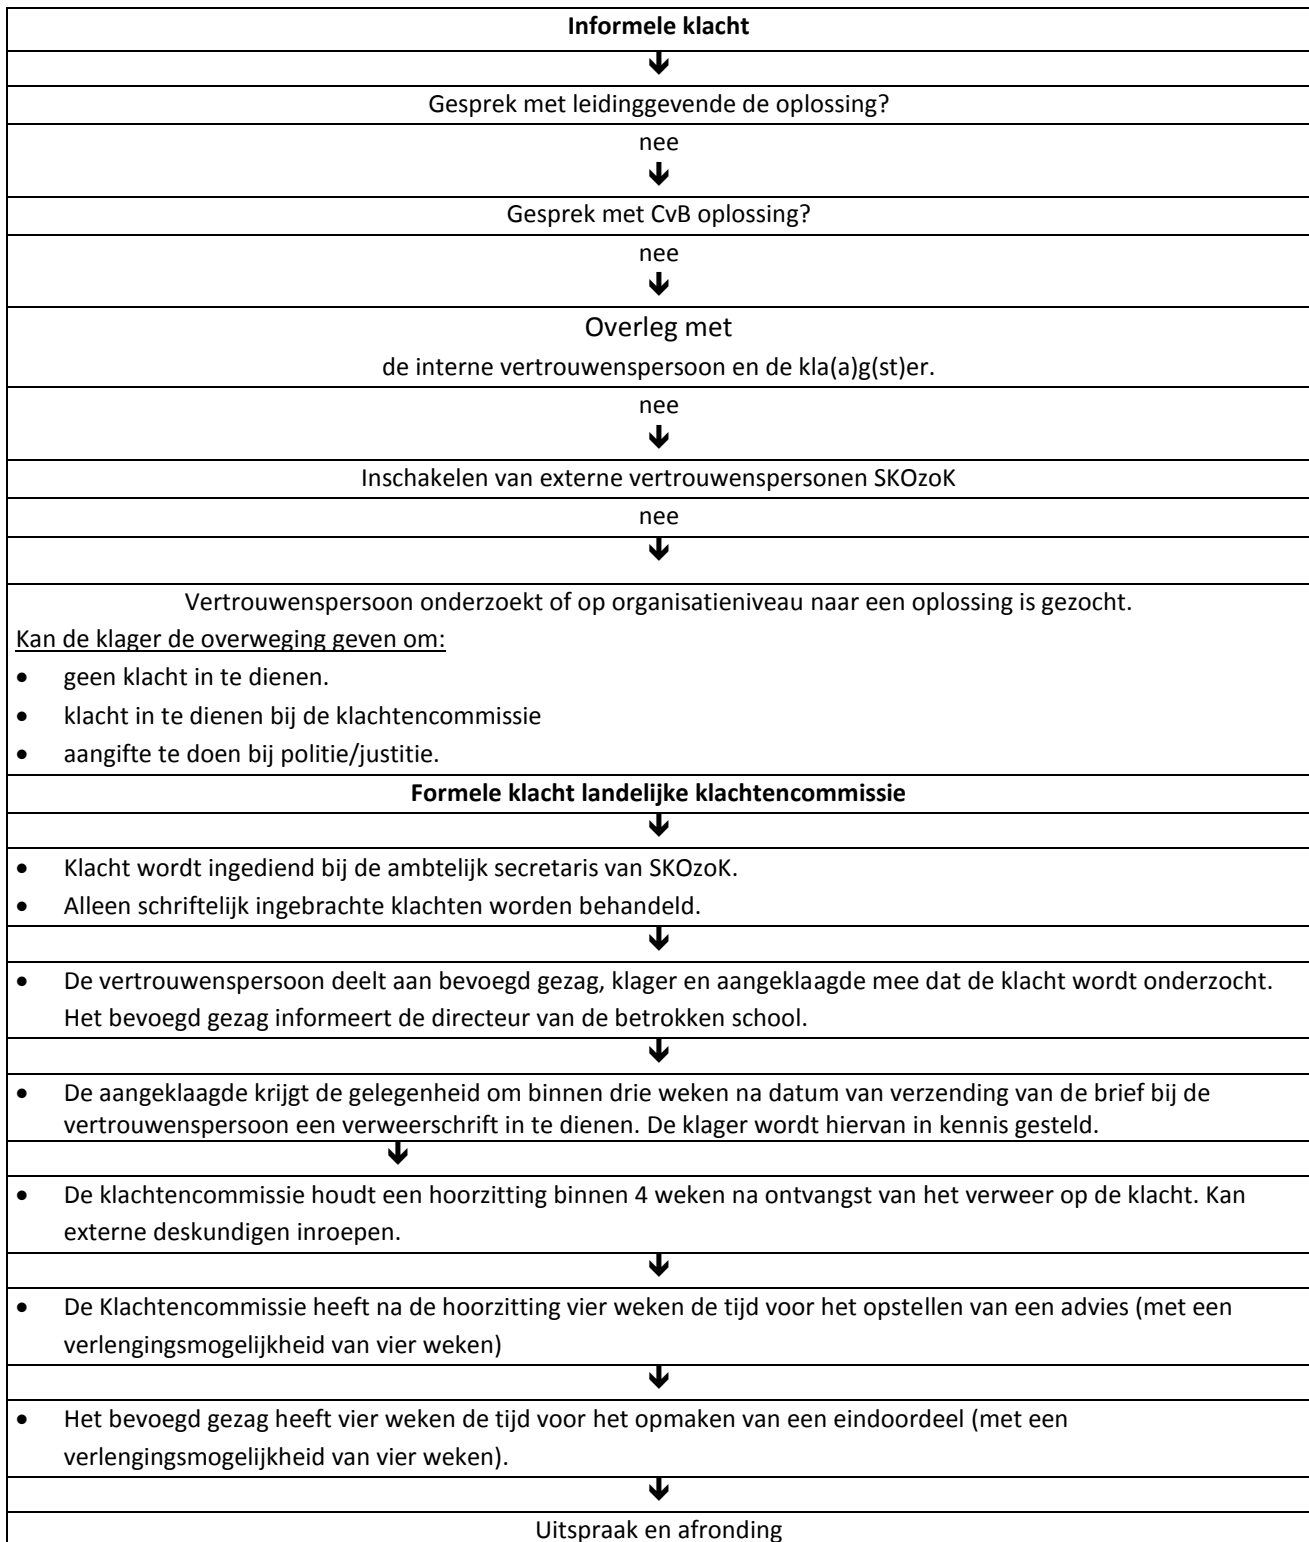 Informele klacht
🡻
Gesprek met leidinggevende de oplossing?
nee
🡻
Gesprek met CvB oplossing?
nee
🡻
Overleg met
de interne vertrouwenspersoon en de kla(a)g(st)er.
nee
🡻
Inschakelen van externe vertrouwenspersonen SKOzoK
nee
🡻
Vertrouwenspersoon onderzoekt of op organisatieniveau naar een oplossing is gezocht.
Kan de klager de overweging geven om:
• geen klacht in te dienen.
• klacht in te dienen bij de klachtencommissie
• aangifte te doen bij politie/justitie.
Formele klacht landelijke klachtencommissie
🡻
• Klacht wordt ingediend bij de ambtelijk secretaris van SKOzoK.
• Alleen schriftelijk ingebrachte klachten worden behandeld.
🡻
• De vertrouwenspersoon deelt aan bevoegd gezag, klager en aangeklaagde mee dat de klacht wordt onderzocht.
Het bevoegd gezag informeert de directeur van de betrokken school.
🡻
• De aangeklaagde krijgt de gelegenheid om binnen drie weken na datum van verzending van de brief bij de
vertrouwenspersoon een verweerschrift in te dienen. De klager wordt hiervan in kennis gesteld.
🡻
• De klachtencommissie houdt een hoorzitting binnen 4 weken na ontvangst van het verweer op de klacht. Kan
externe deskundigen inroepen.
🡻
• De Klachtencommissie heeft na de hoorzitting vier weken de tijd voor het opstellen van een advies (met een
verlengingsmogelijkheid van vier weken)
🡻
• Het bevoegd gezag heeft vier weken de tijd voor het opmaken van een eindoordeel (met een
verlengingsmogelijkheid van vier weken).
🡻
Uitspraak en afronding